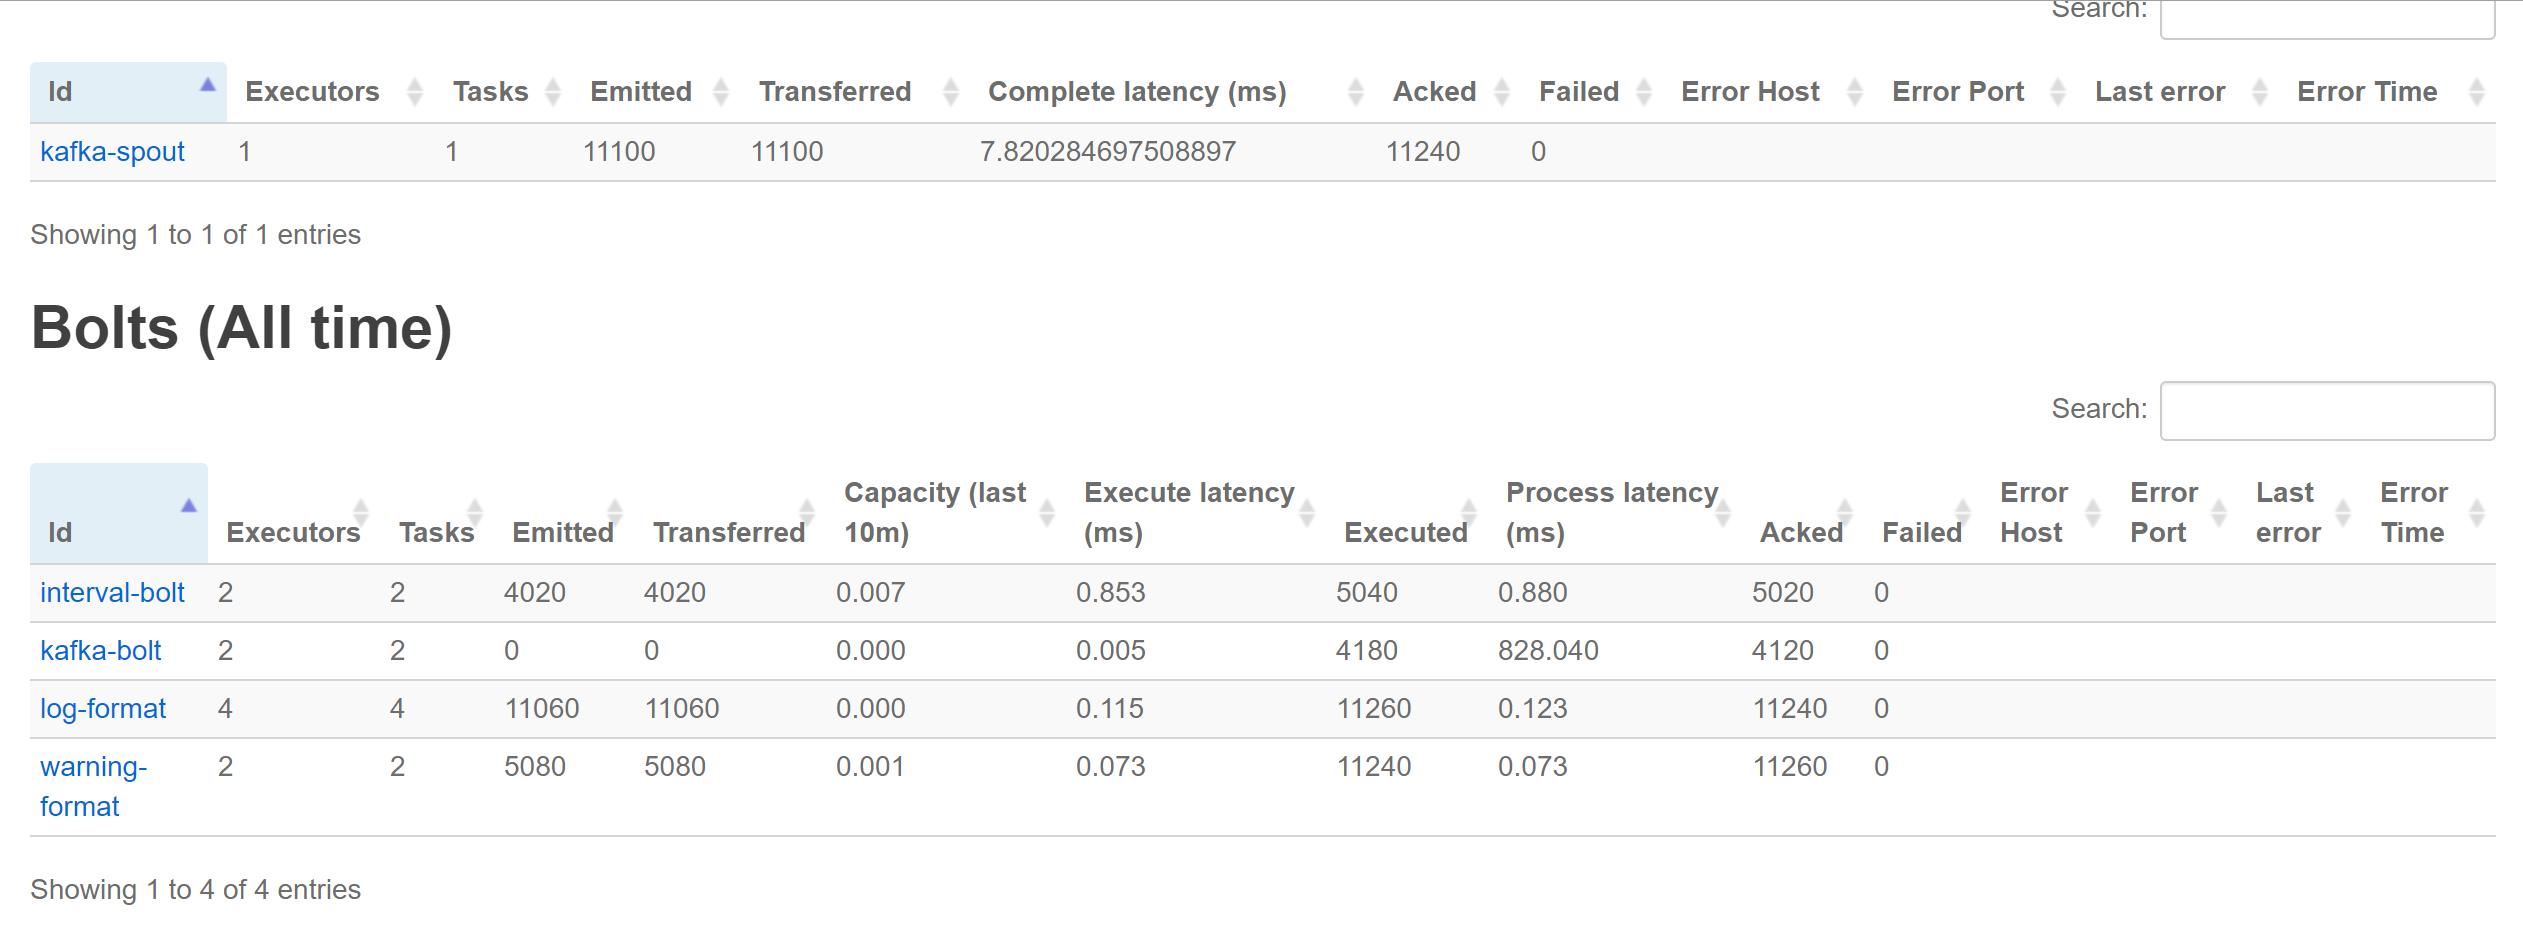 Search:
Id Executors Tasks Emitted Transferred Complete latency (ms) Acked Failed Error Host Error Port Last error Error Time
kafka-spout 1 1 11100 11100 7.820284697508897 11240 0
Showing 1 to 1 of 1 entries
Bolts (All time)
Search:
Id Executors Tasks Emitted Transferred Capacity (last 10m) Execute latency (ms) Executed Process latency (ms) Acked Failed Error Host Error Port Last error Error Time
interval-bolt 2 2 4020 4020 0.007 0.853 5040 0.880 5020 0
kafka-bolt 2 2 0 0 0.000 0.005 4180 828.040 4120 0
log-format 4 4 11060 11060 0.000 0.115 11260 0.123 11240 0
warning- 2 2 5080 5080 0.001 0.073 11240 0.073 11260 0
format
Showing 1 to 4 of 4 entries